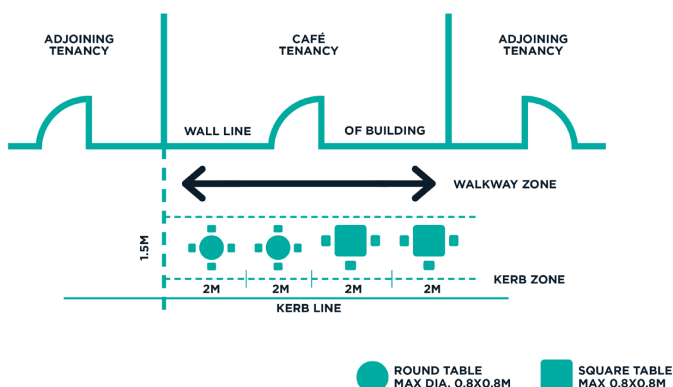 ADJOINING
TENANCY
CAFÉ
TENANCY
ADJOINING
TENANCY
WALL LINE
OF BUILDING
WALKWAY ZONE
1.5M
KERB ZONE
2M
2M
2M
2M
KERB LINE
ROUND TABLE
MAX DIA. 0.8X0.8M
SQUARE TABLE
MAX 0.8X0.8M